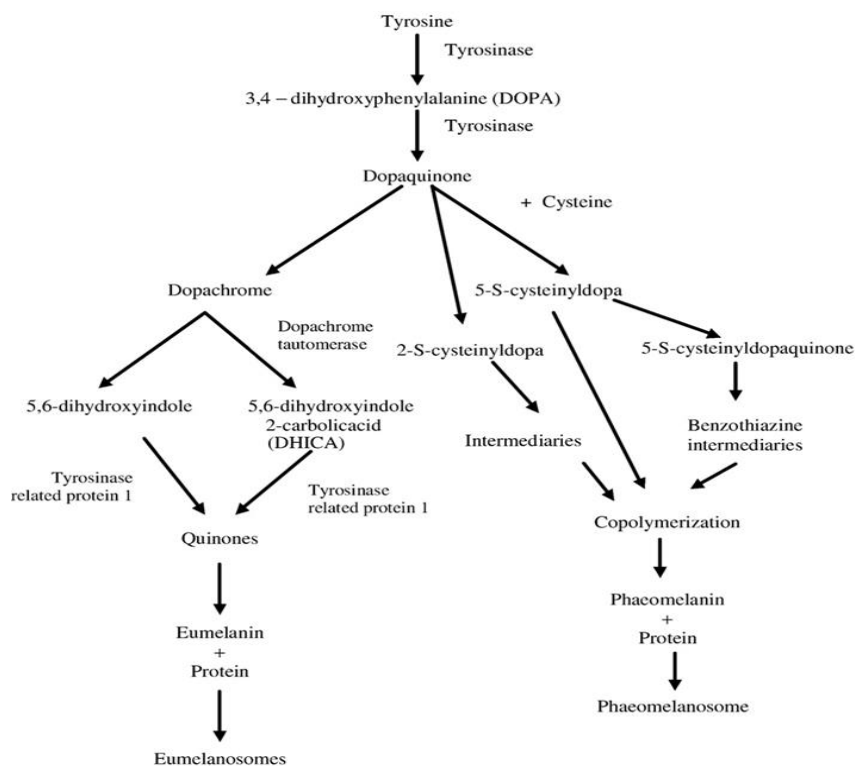 Tyrosine
Tyrosinase
3,4 – dihydroxyphenylalanine (DOPA)
Tyrosinase
Dopaquinone
+ Cysteine
Dopachrome
5-S-cysteinyldopa
Dopachrome
tautomerase
2-S-cysteinyldopa
5-S-cysteinyldopaquinone
5,6-dihydroxyindole
5,6-dihydroxyindole
2-carbolicacid
(DHICA)
Intermediaries
Benzothiazine
intermediaries
Tyrosinase
related protein 1
Tyrosinase
related protein 1
Quinones
Copolymerization
Eumelanin
+
Protein
Phaeomelanin
+
Protein
Eumelanosomes
Phaeomelanosome